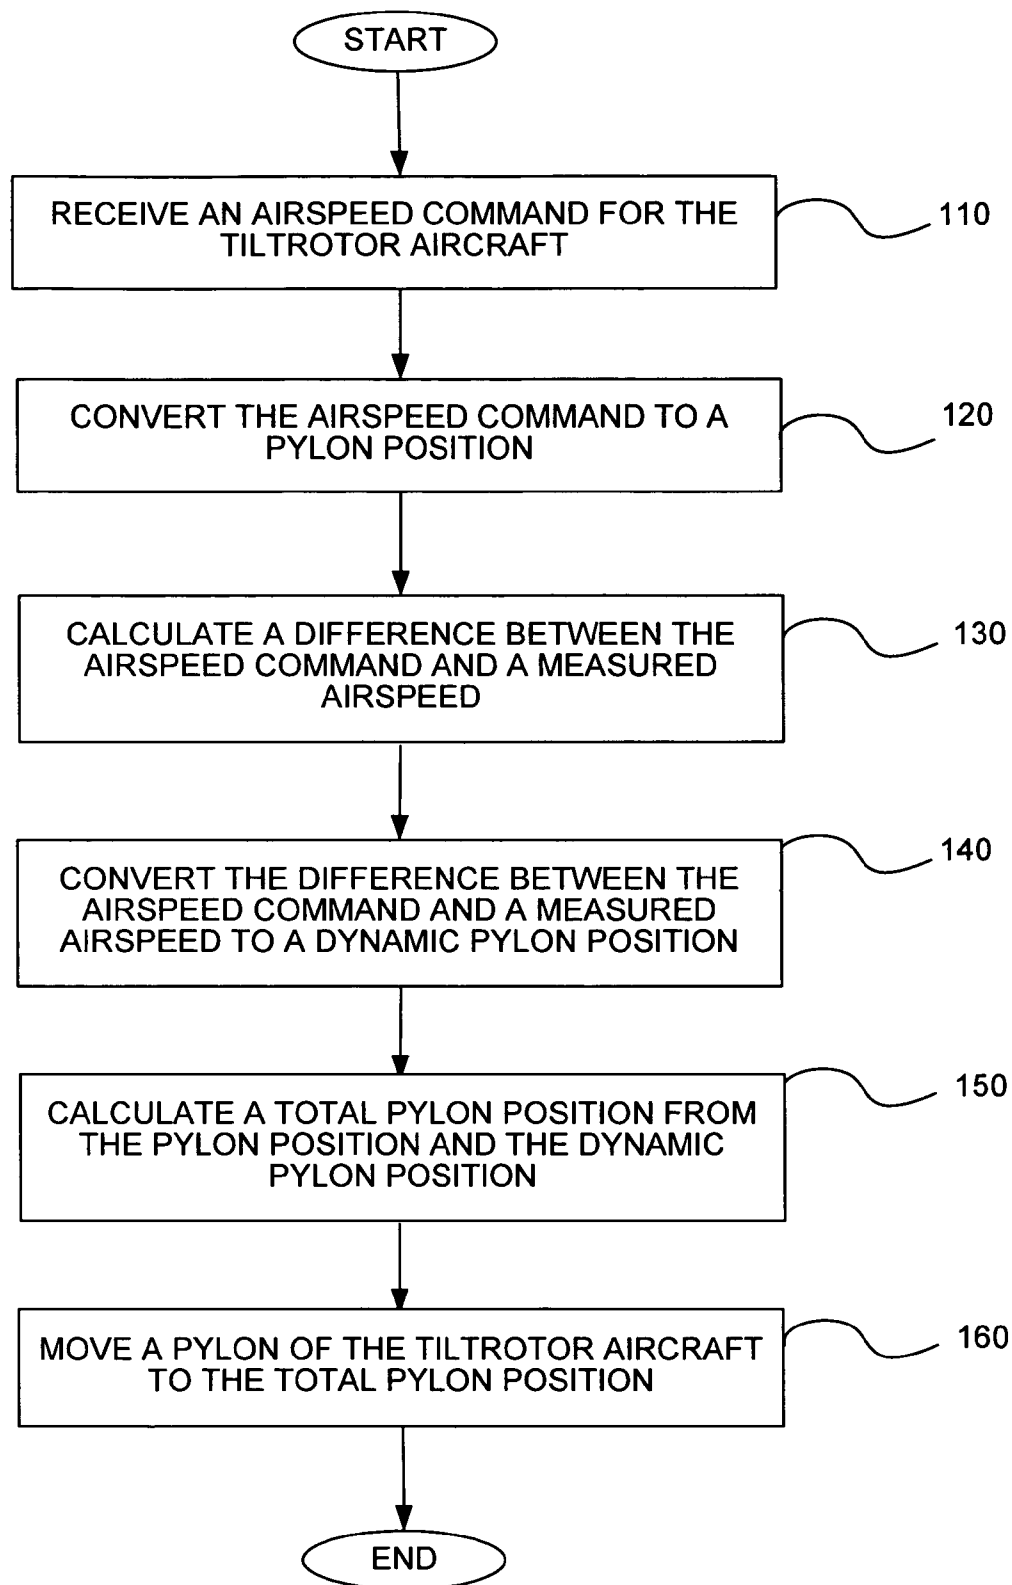 START
RECEIVE AN AIRSPEED COMMAND FOR THE
TILTROTOR AIRCRAFT
110
CONVERT THE AIRSPEED COMMAND TO A
PYLON POSITION
120
CALCULATE A DIFFERENCE BETWEEN THE
AIRSPEED COMMAND AND A MEASURED
AIRSPEED
130
CONVERT THE DIFFERENCE BETWEEN THE
AIRSPEED COMMAND AND A MEASURED
AIRSPEED TO A DYNAMIC PYLON POSITION
140
CALCULATE A TOTAL PYLON POSITION FROM
THE PYLON POSITION AND THE DYNAMIC
PYLON POSITION
150
MOVE A PYLON OF THE TILTROTOR AIRCRAFT
TO THE TOTAL PYLON POSITION
160
END